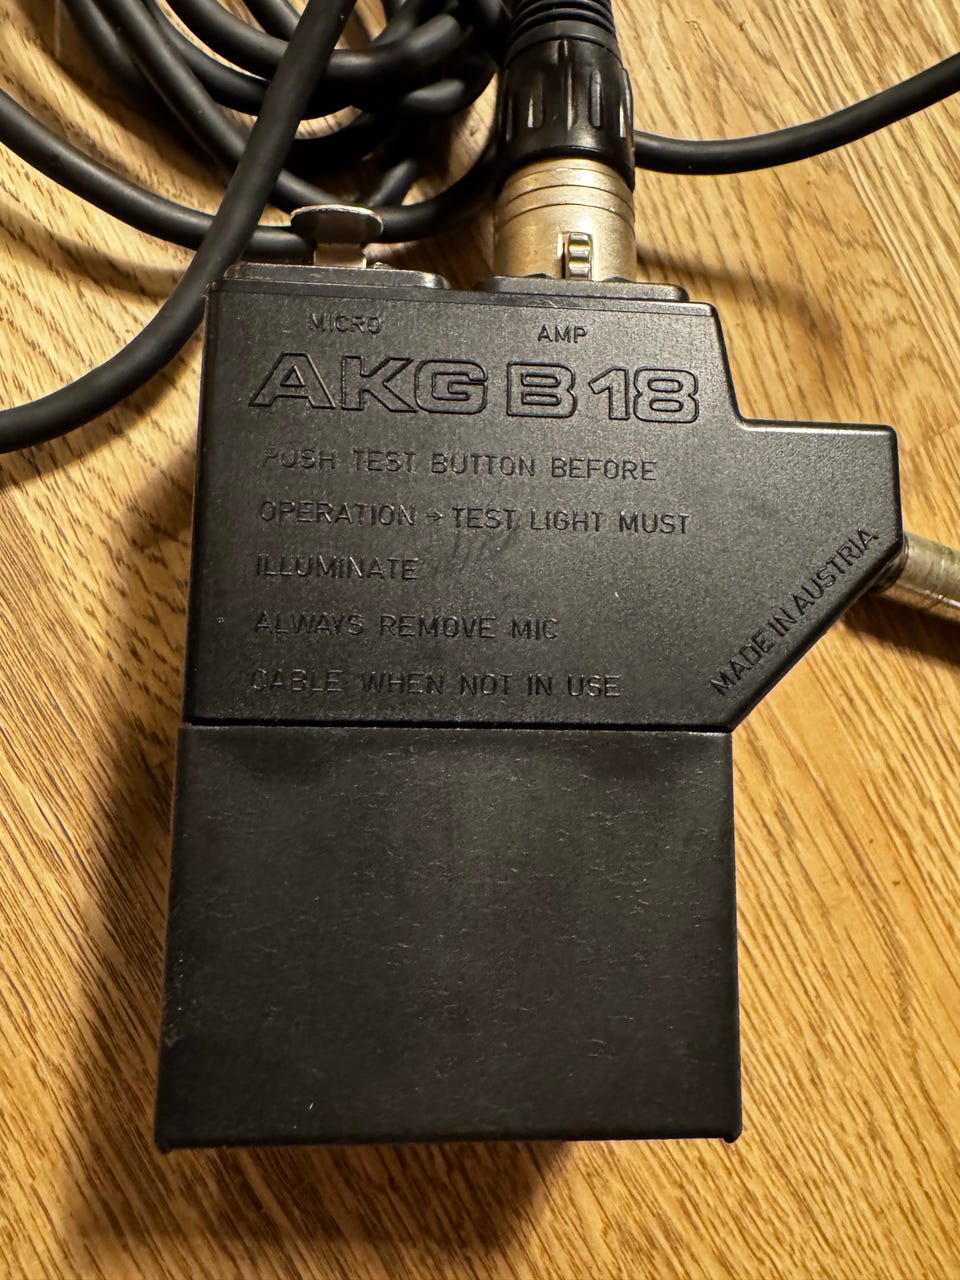 MICRO AMP
AKG B18
PUSH TEST BUTTON BEFORE
OPERATION → TEST LIGHT MUST
ILLUMINATE
ALWAYS REMOVE MIC
CABLE WHEN NOT IN USE
MADE IN AUSTRIA